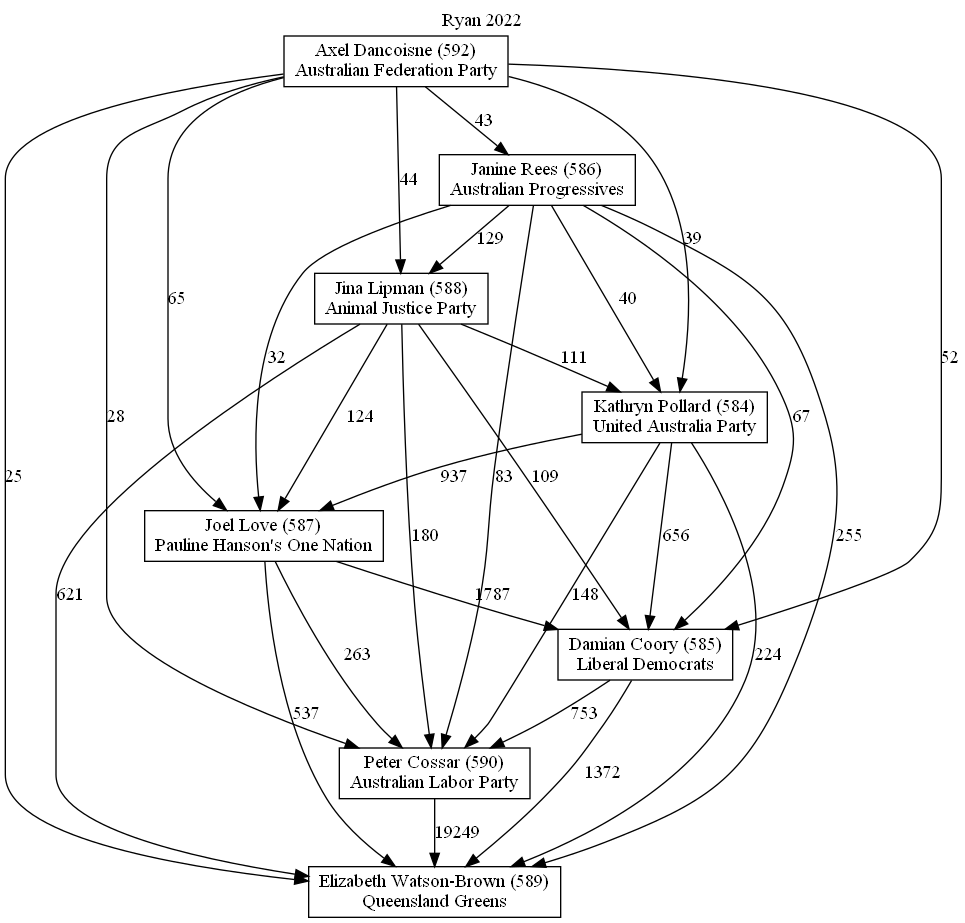 Ryan 2022
Axel Dancoisne (592)
Australian Federation Party
43
Janine Rees (586)
Australian Progressives
44
129
39
Jina Lipman (588)
Animal Justice Party
65
40
32
111
52
Kathryn Pollard (584)
United Australia Party
28
124
67
25
937
83
109
Joel Love (587)
Pauline Hanson's One Nation
180
656
255
621
1787
148
Damian Coory (585)
Liberal Democrats
263
224
537
753
Peter Cossar (590)
Australian Labor Party
1372
19249
Elizabeth Watson-Brown (589)
Queensland Greens